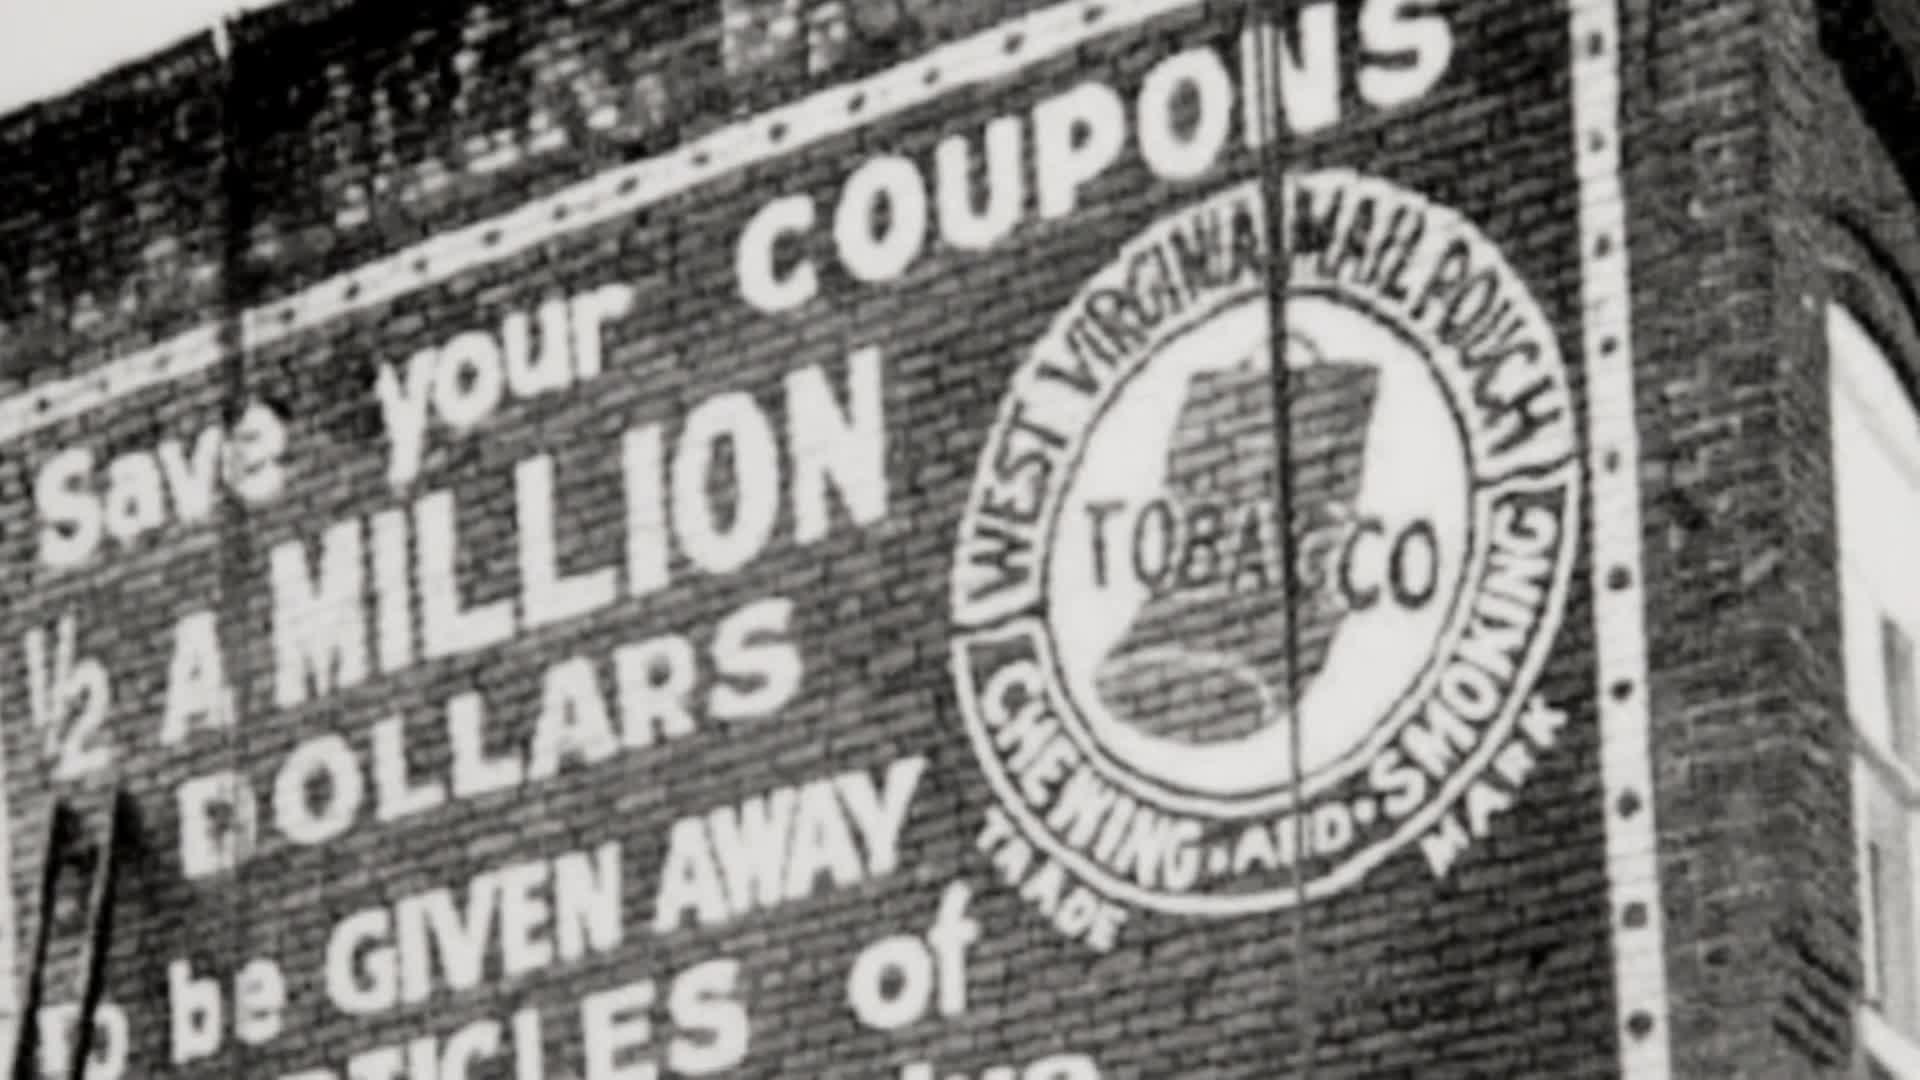 Save your COUPONS
1/2 A MILLION
DOLLARS
to be GIVEN AWAY
ARTICLES of
WEST VIRGINIA MAIL POUCH
TOBACCO
CHEWING • AND • SMOKING
TRADE MARK